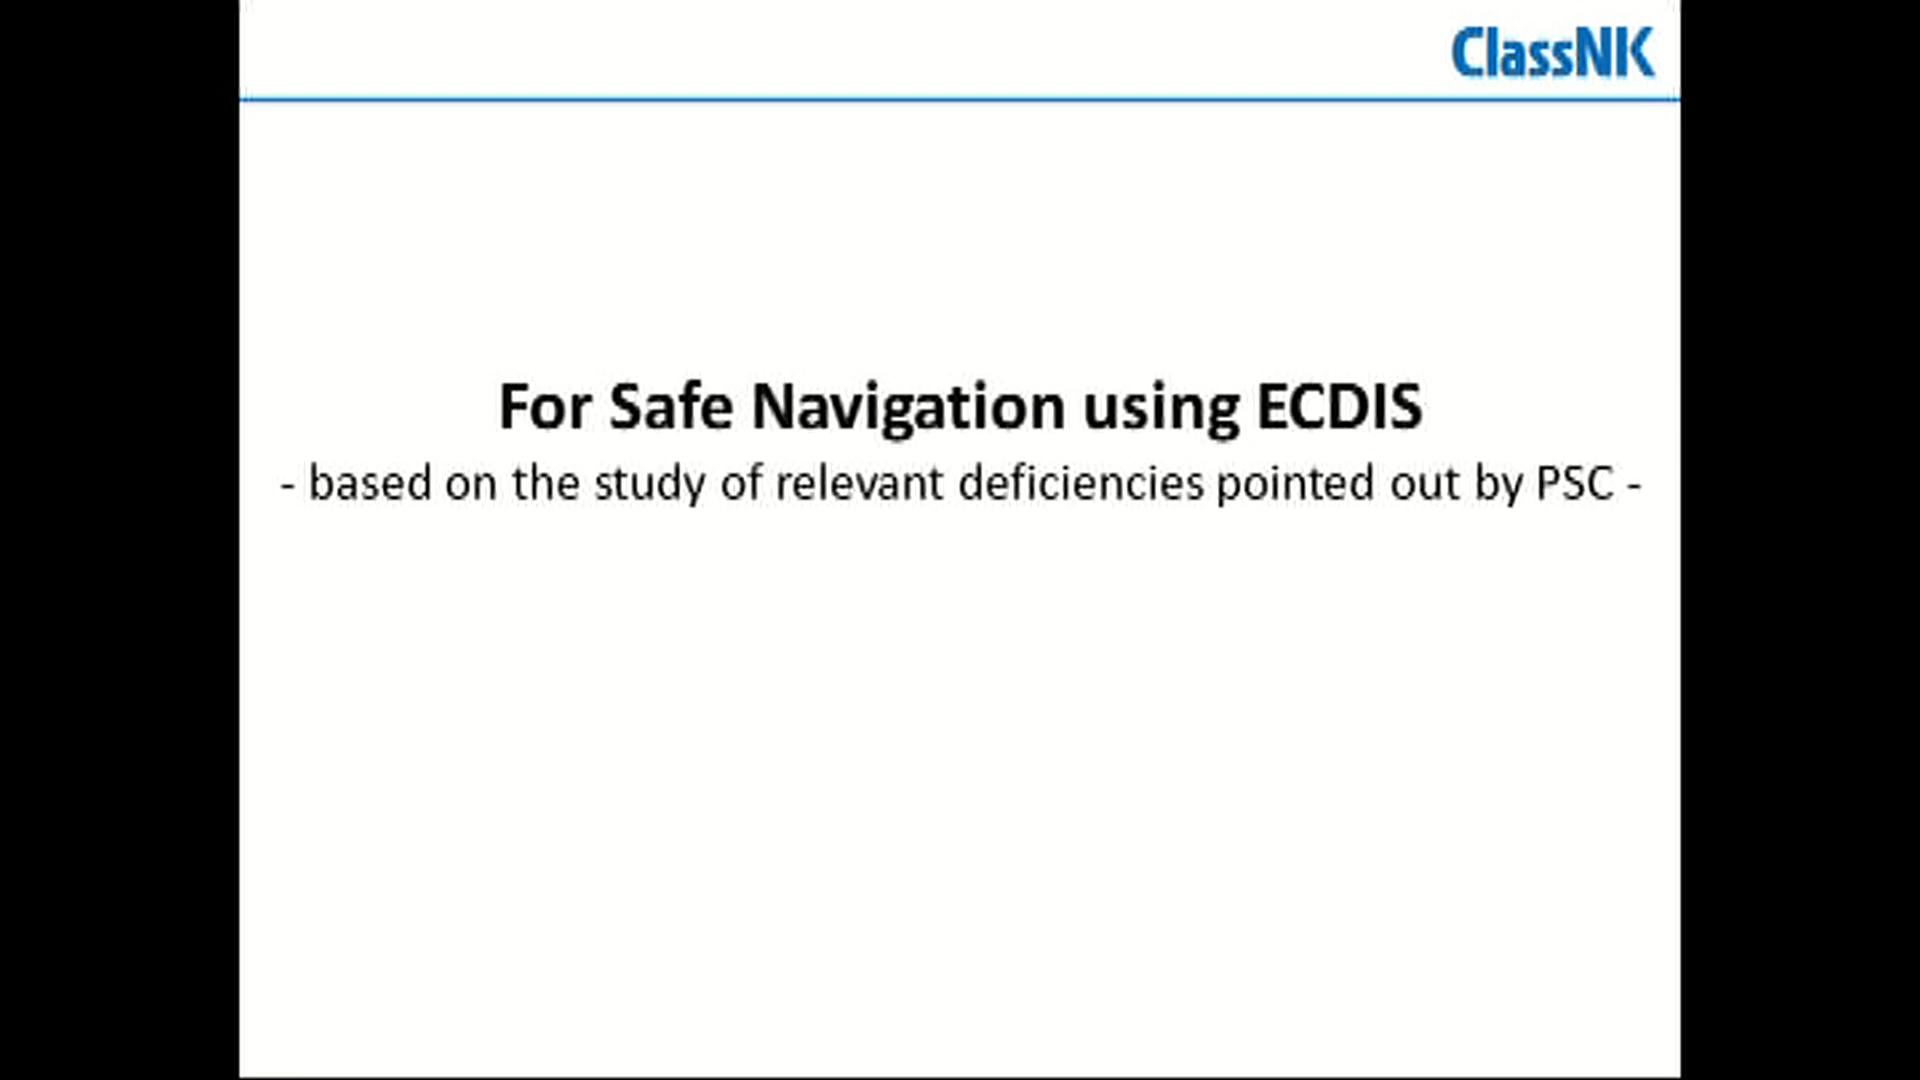 ClassNK
For Safe Navigation using ECDIS
- based on the study of relevant deficiencies pointed out by PSC -